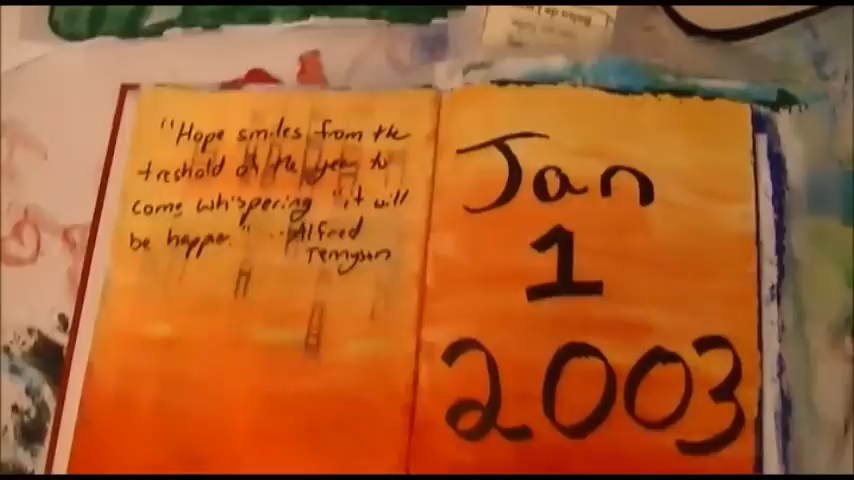 "Hope smiles from the
treshold of the year to
come whispering "it will
be happer." - Alfred
Tennyson
Jan
1
2003